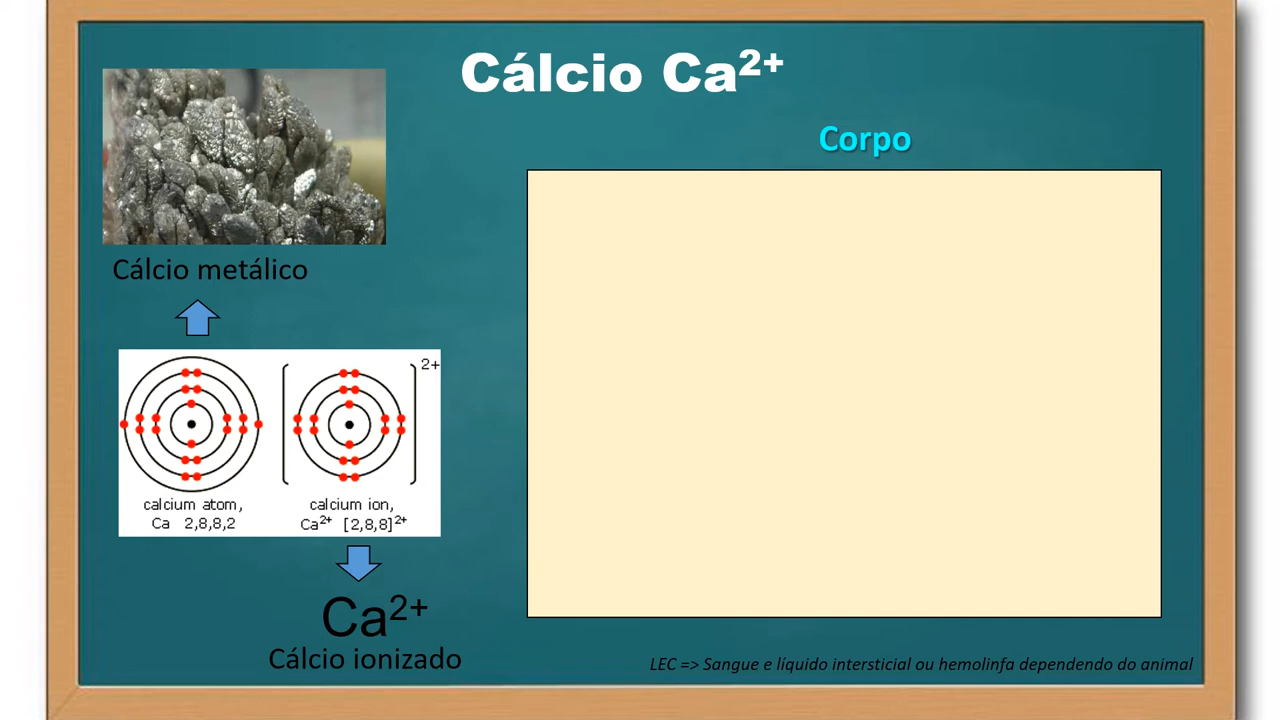 Cálcio Ca²⁺
Corpo
Cálcio metálico
2+
calcium atom,
Ca 2,8,8,2
calcium ion,
Ca²⁺ [2,8,8]²⁺
Ca²⁺
Cálcio ionizado
LEC => Sangue e líquido intersticial ou hemolinfa dependendo do animal